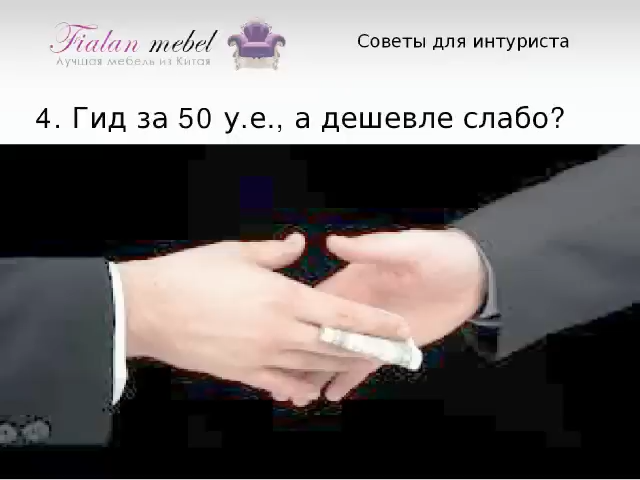 Fialan mebel
Лучшая мебель из Китая
Советы для интуриста
4. Гид за 50 у.е., а дешевле слабо?